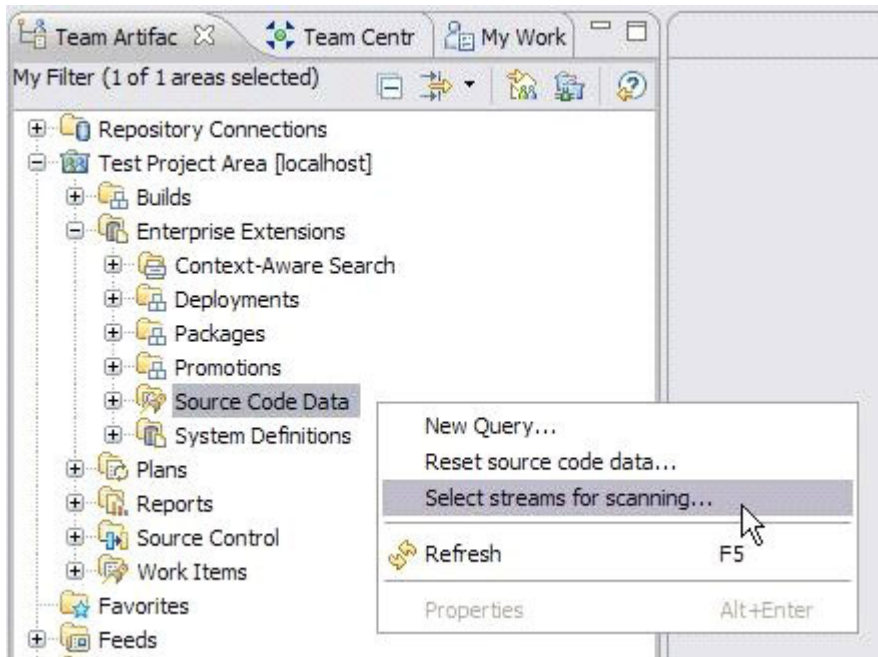 Team Artifac Team Centr My Work
My Filter (1 of 1 areas selected)
Repository Connections
Test Project Area [localhost]
Builds
Enterprise Extensions
Context-Aware Search
Deployments
Packages
Promotions
Source Code Data
System Definitions
Plans
Reports
Source Control
Work Items
Favorites
Feeds
New Query...
Reset source code data...
Select streams for scanning...
Refresh F5
Properties Alt+Enter